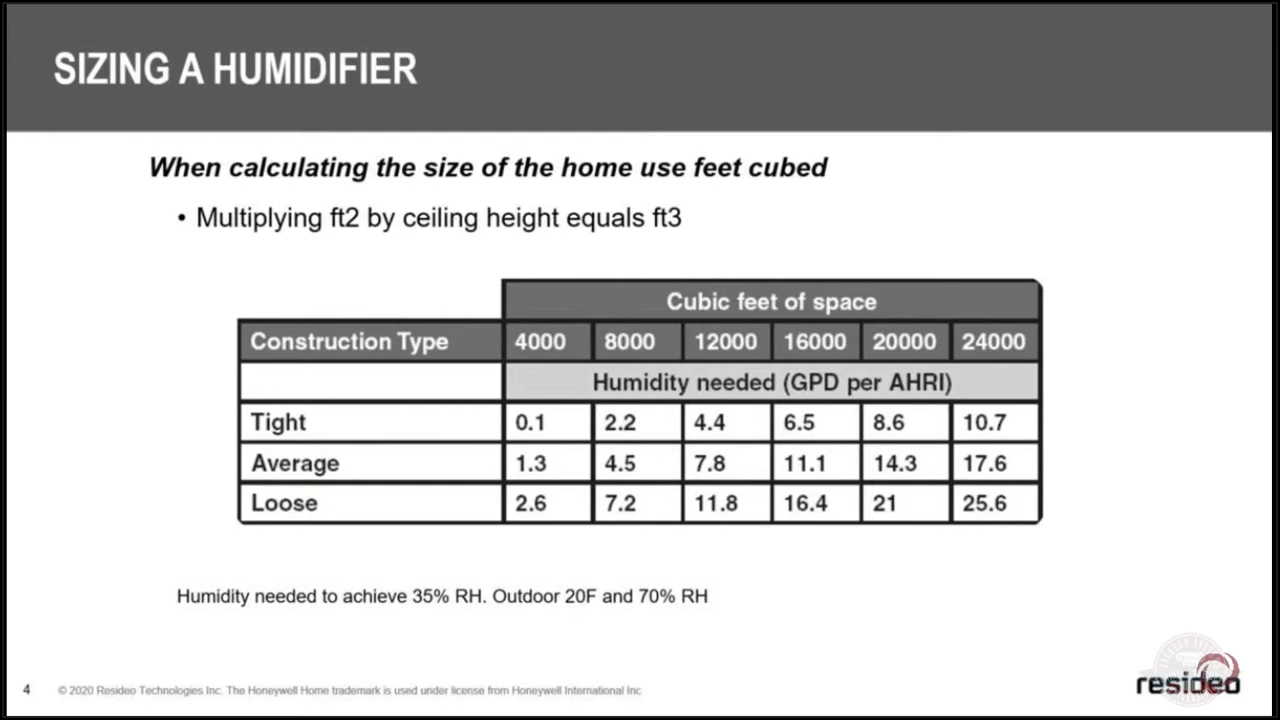 SIZING A HUMIDIFIER
When calculating the size of the home use feet cubed
• Multiplying ft2 by ceiling height equals ft3
Cubic feet of space
Construction Type 4000 8000 12000 16000 20000 24000
Humidity needed (GPD per AHRI)
Tight 0.1 2.2 4.4 6.5 8.6 10.7
Average 1.3 4.5 7.8 11.1 14.3 17.6
Loose 2.6 7.2 11.8 16.4 21 25.6
Humidity needed to achieve 35% RH. Outdoor 20F and 70% RH
4 © 2020 Resideo Technologies Inc. The Honeywell Home trademark is used under license from Honeywell International Inc
resideo